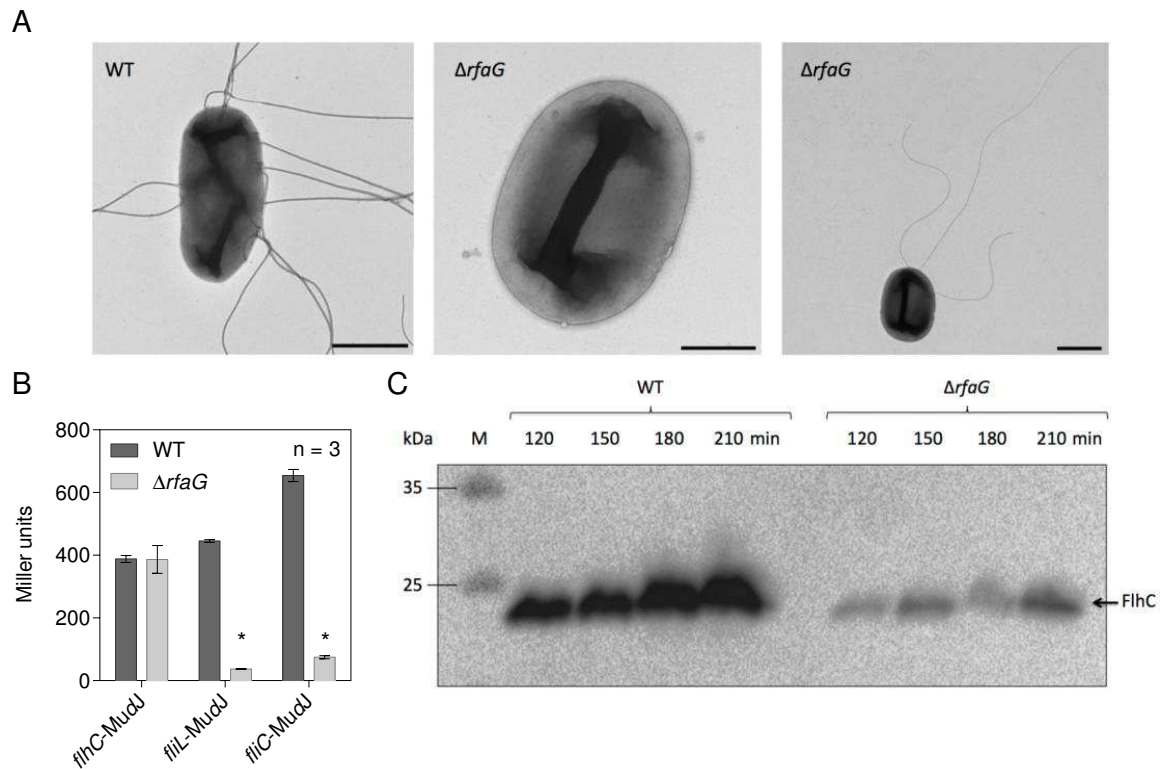 A
WT
ΔrfaG
ΔrfaG
B
800
600
400
200
0
Miller units
WT
ΔrfaG
n = 3
*
*
flhC-MudJ
fliL-MudJ
fliC-MudJ
C
WT
ΔrfaG
kDa M 120 150 180 210 min 120 150 180 210 min
35
25
FlhC